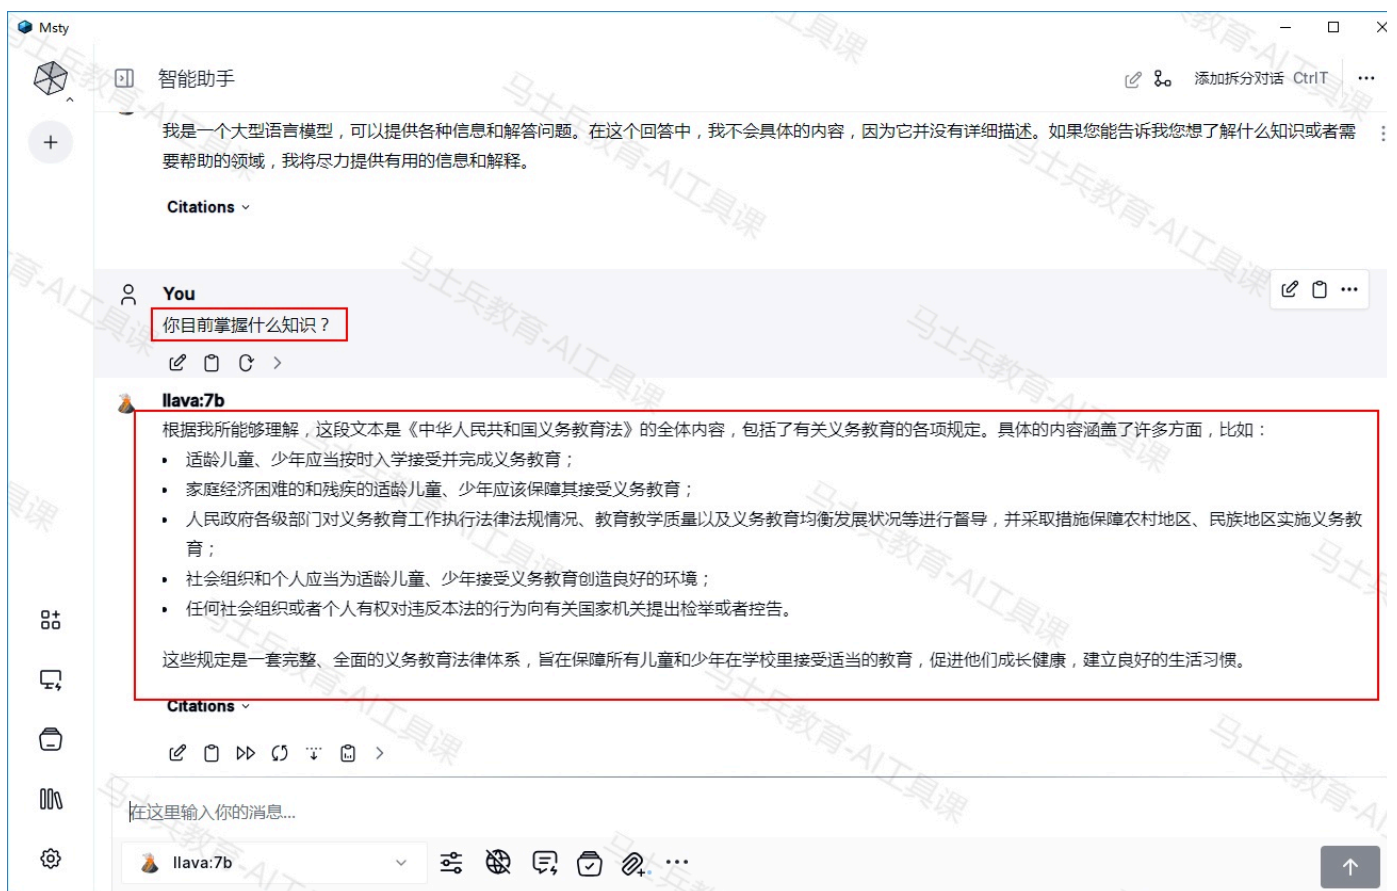 Msty
智能助手
添加拆分对话 CtrlT
我是一个大型语言模型，可以提供各种信息和解答问题。在这个回答中，我不会具体的内容，因为它并没有详细描述。如果您能告诉我您想了解什么知识或者需
要帮助的领域，我将尽力提供有用的信息和解释。
Citations
You
你目前掌握什么知识？
llava:7b
根据我所能够理解，这段文本是《中华人民共和国义务教育法》的全体内容，包括了有关义务教育的各项规定。具体的内容涵盖了许多方面，比如：
• 适龄儿童、少年应当按时入学接受并完成义务教育；
• 家庭经济困难的和残疾的适龄儿童、少年应该保障其接受义务教育；
• 人民政府各级部门对义务教育工作执行法律法规情况、教育教学质量以及义务教育均衡发展状况等进行督导，并采取措施保障农村地区、民族地区实施义务教
育；
• 社会组织和个人应当为适龄儿童、少年接受义务教育创造良好的环境；
• 任何社会组织或者个人有权对违反本法的行为向有关国家机关提出检举或者控告。
这些规定是一套完整、全面的义务教育法律体系，旨在保障所有儿童和少年在学校里接受适当的教育，促进他们成长健康，建立良好的生活习惯。
Citations
在这里输入你的消息...
llava:7b
马士兵教育-AI工具课